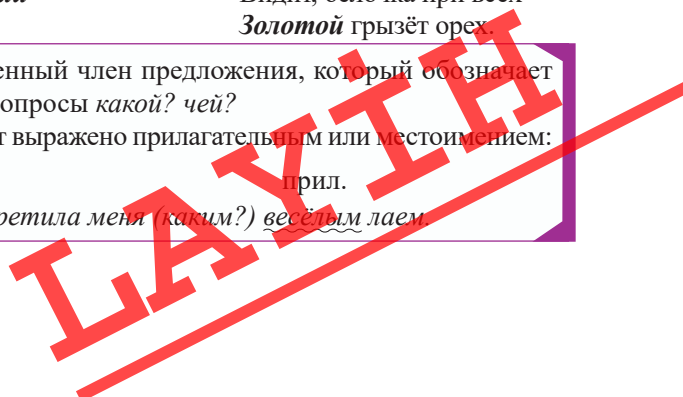 Видит, белочка при всех
Золотой грызёт орех.
енный член предложения, который обозначает
опросы какой? чей?
т выражено прилагательным или местоимением:
прил.
ретила меня (каким?) весёлым лаем.
LAYİH